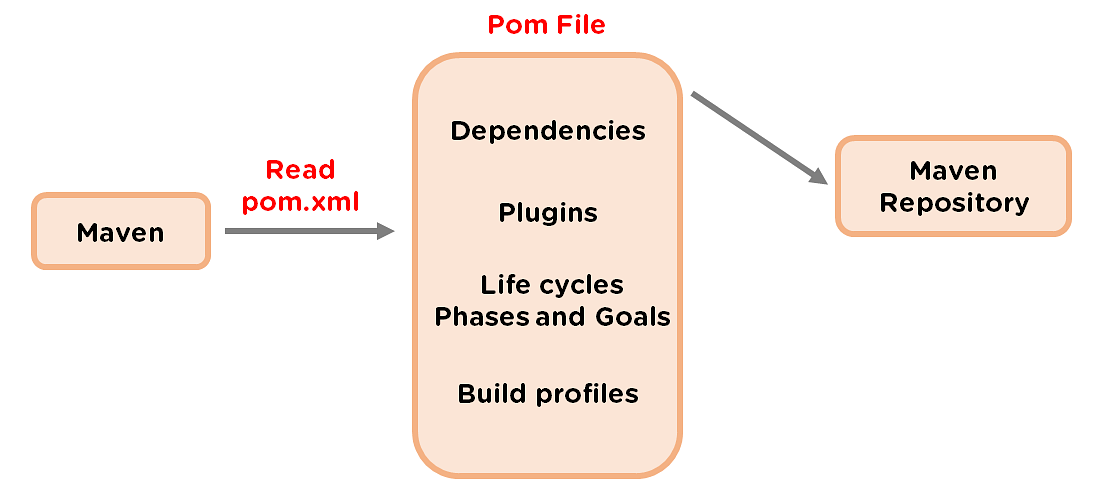 Pom File
Dependencies
Read
pom.xml
Maven
Plugins
Life cycles
Phases and Goals
Build profiles
Maven
Repository